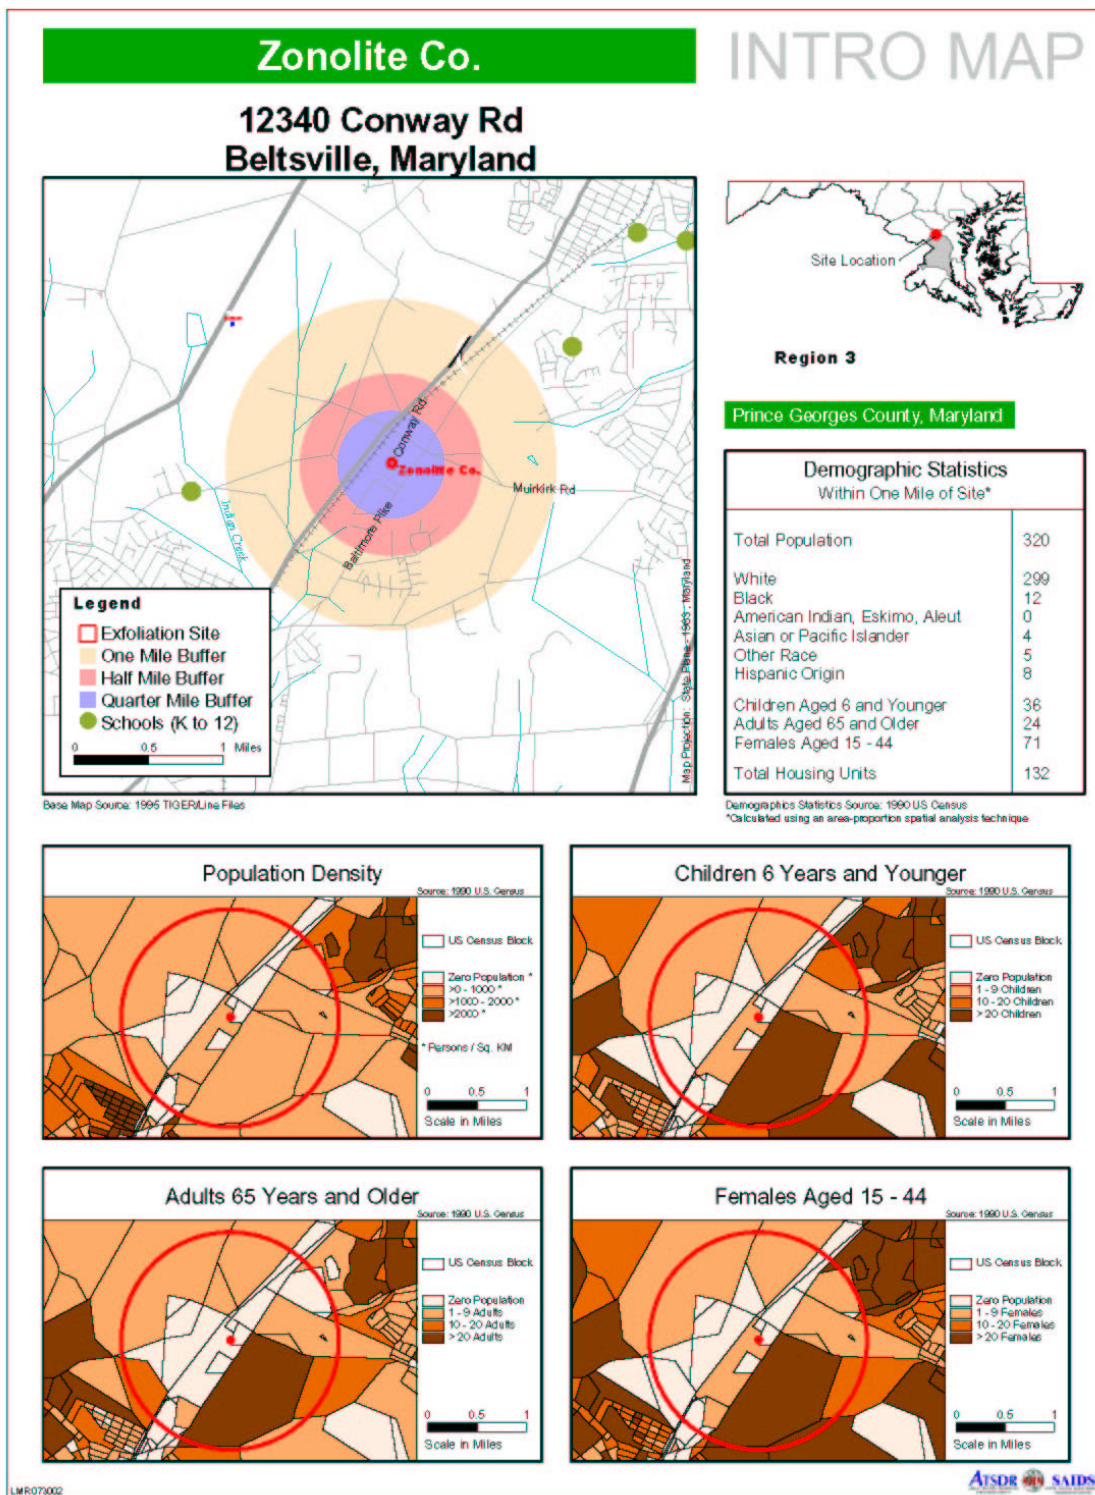 Zonolite Co.
INTRO MAP
12340 Conway Rd
Beltsville, Maryland
Site Location
Region 3
Conway Rd
Zonolite Co.
Muirkirk Rd
Baltimore Pike
Indian Creek
Legend
Exfoliation Site
One Mile Buffer
Half Mile Buffer
Quarter Mile Buffer
Schools (K to 12)
0 0.5 1 Miles
Map Projection: State Plane - 1983 ; Maryland
Base Map Source: 1995 TIGER/Line Files
Prince Georges County, Maryland
Demographic Statistics
Within One Mile of Site*
Total Population 320
White 299
Black 12
American Indian, Eskimo, Aleut 0
Asian or Pacific Islander 4
Other Race 5
Hispanic Origin 8
Children Aged 6 and Younger 36
Adults Aged 65 and Older 24
Females Aged 15 - 44 71
Total Housing Units 132
Demographics Statistics Source: 1990 US Census
*Calculated using an area-proportion spatial analysis technique
Population Density
Source: 1990 U.S. Census
US Census Block
Zero Population *
>0 - 1000 *
>1000 - 2000 *
>2000 *
* Persons / Sq. KM
0 0.5 1
Scale in Miles
Children 6 Years and Younger
Source: 1990 U.S. Census
US Census Block
Zero Population
1 - 9 Children
10 - 20 Children
> 20 Children
0 0.5 1
Scale in Miles
Adults 65 Years and Older
Source: 1990 U.S. Census
US Census Block
Zero Population
1 - 9 Adults
10 - 20 Adults
> 20 Adults
0 0.5 1
Scale in Miles
Females Aged 15 - 44
Source: 1990 U.S. Census
US Census Block
Zero Population
1 - 9 Females
10 - 20 Females
> 20 Females
0 0.5 1
Scale in Miles
LMR073002
ATSDR
SAIDS